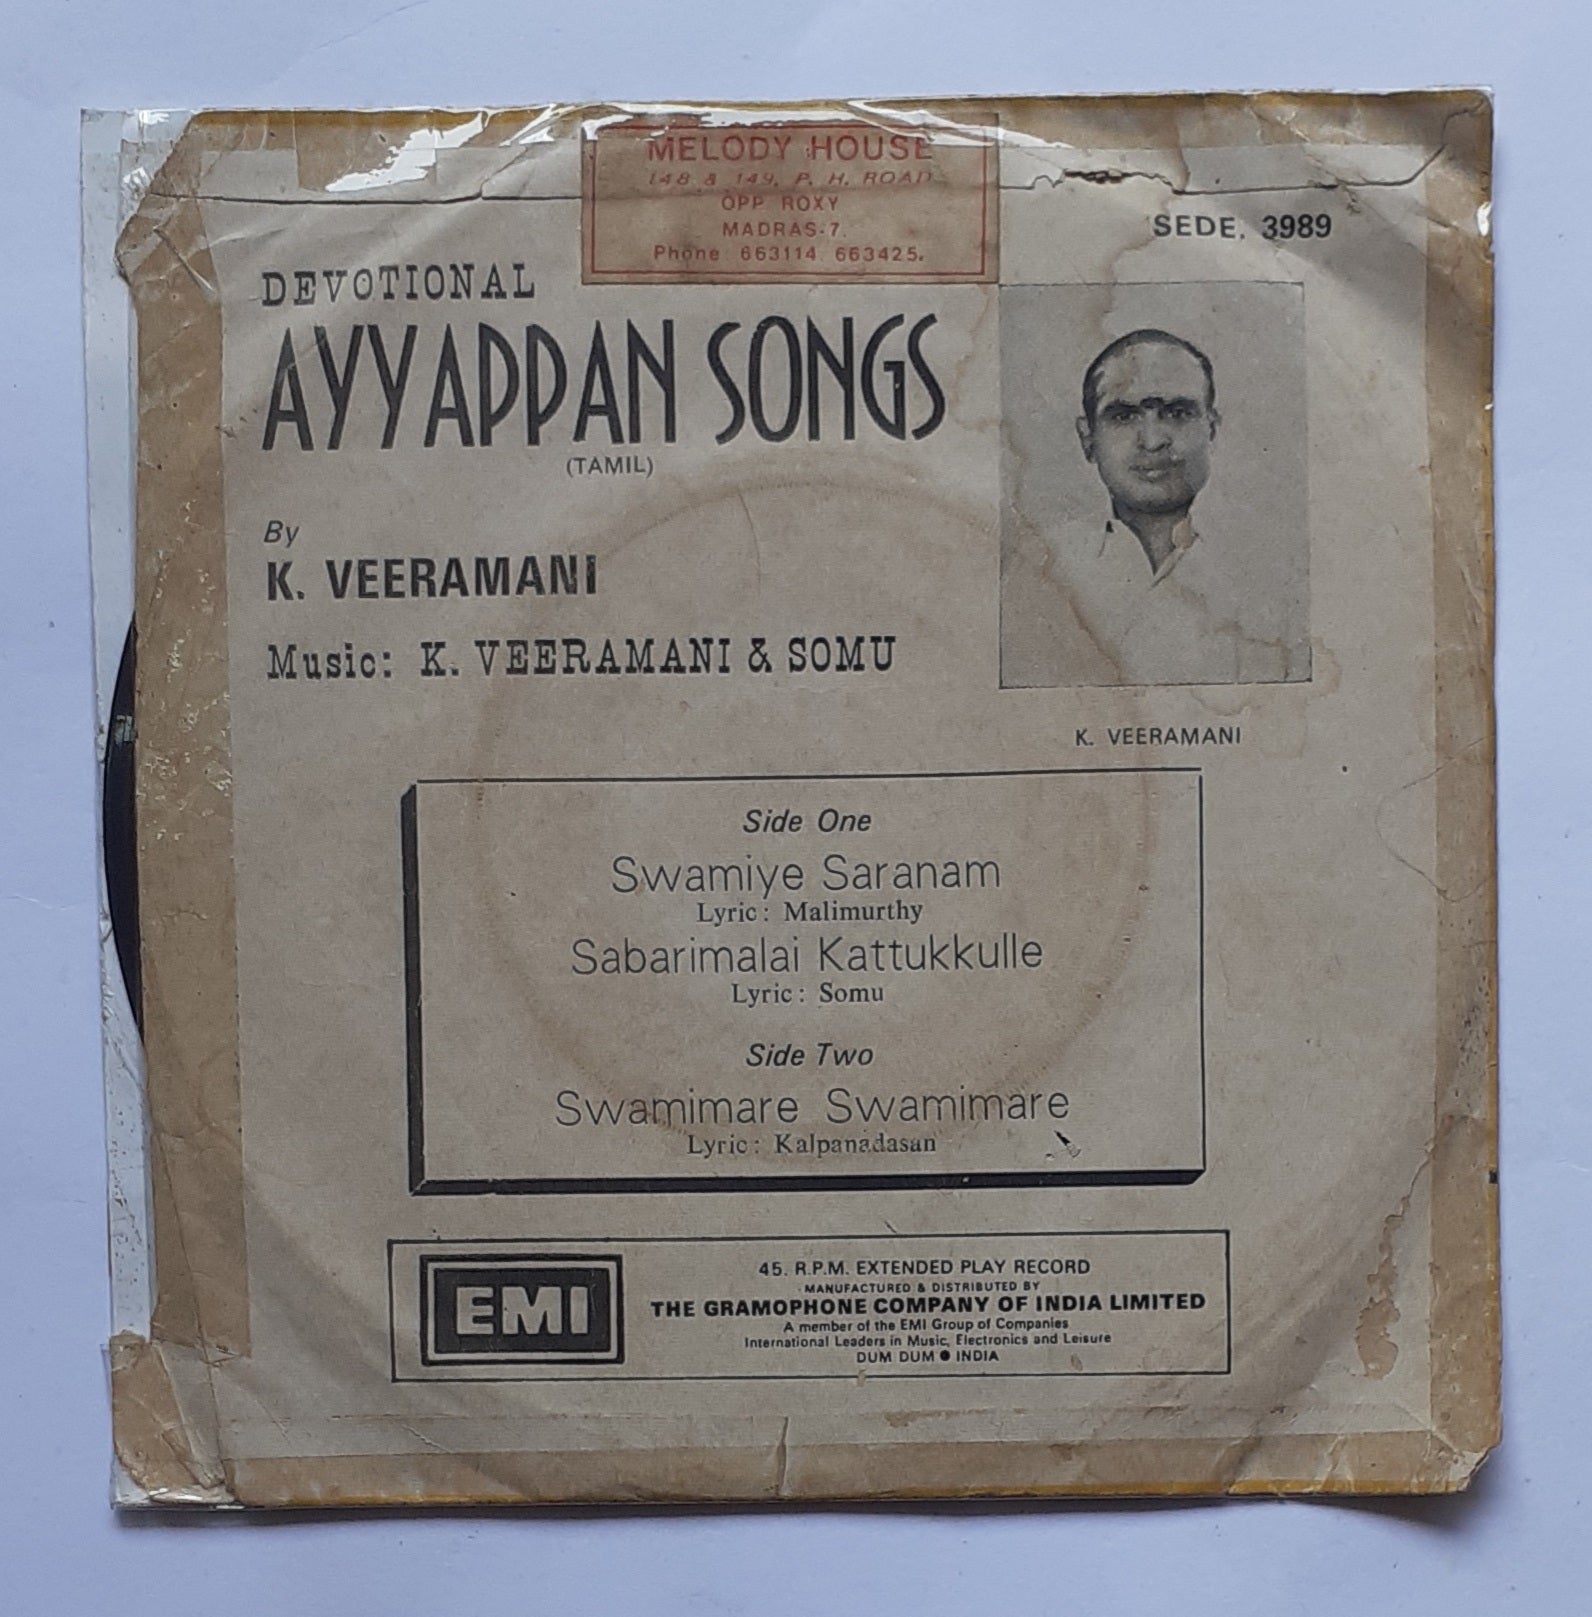 MELODY HOUSE
148 & 149, P. H. ROAD
OPP. ROXY
MADRAS-7.
Phone : 663114, 663425.
SEDE. 3989
DEVOTIONAL
AYYAPPAN SONGS
(TAMIL)
By
K. VEERAMANI
Music: K. VEERAMANI & SOMU
K. VEERAMANI
Side One
Swamiye Saranam
Lyric : Malimurthy
Sabarimalai Kattukkulle
Lyric : Somu
Side Two
Swamimare Swamimare
Lyric : Kalpanadasan
EMI
45. R.P.M. EXTENDED PLAY RECORD
MANUFACTURED & DISTRIBUTED BY
THE GRAMOPHONE COMPANY OF INDIA LIMITED
A member of the EMI Group of Companies
International Leaders in Music, Electronics and Leisure
DUM DUM ● INDIA